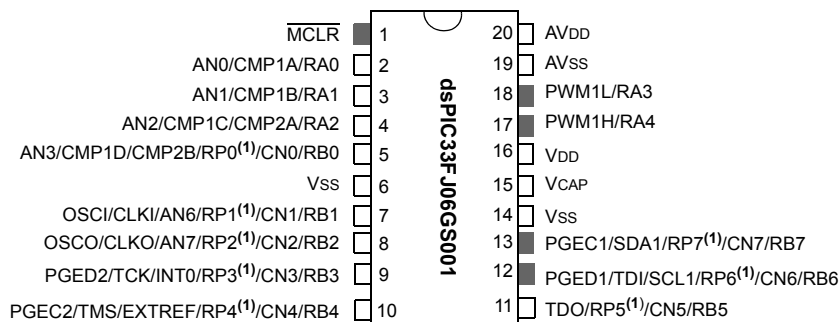 MCLR 1
AN0/CMP1A/RA0 2
AN1/CMP1B/RA1 3
AN2/CMP1C/CMP2A/RA2 4
AN3/CMP1D/CMP2B/RP0(1)/CN0/RB0 5
VSS 6
OSCI/CLKI/AN6/RP1(1)/CN1/RB1 7
OSCO/CLKO/AN7/RP2(1)/CN2/RB2 8
PGED2/TCK/INT0/RP3(1)/CN3/RB3 9
PGEC2/TMS/EXTREF/RP4(1)/CN4/RB4 10
dsPIC33FJ06GS001
20 AVDD
19 AVSS
18 PWM1L/RA3
17 PWM1H/RA4
16 VDD
15 VCAP
14 VSS
13 PGEC1/SDA1/RP7(1)/CN7/RB7
12 PGED1/TDI/SCL1/RP6(1)/CN6/RB6
11 TDO/RP5(1)/CN5/RB5